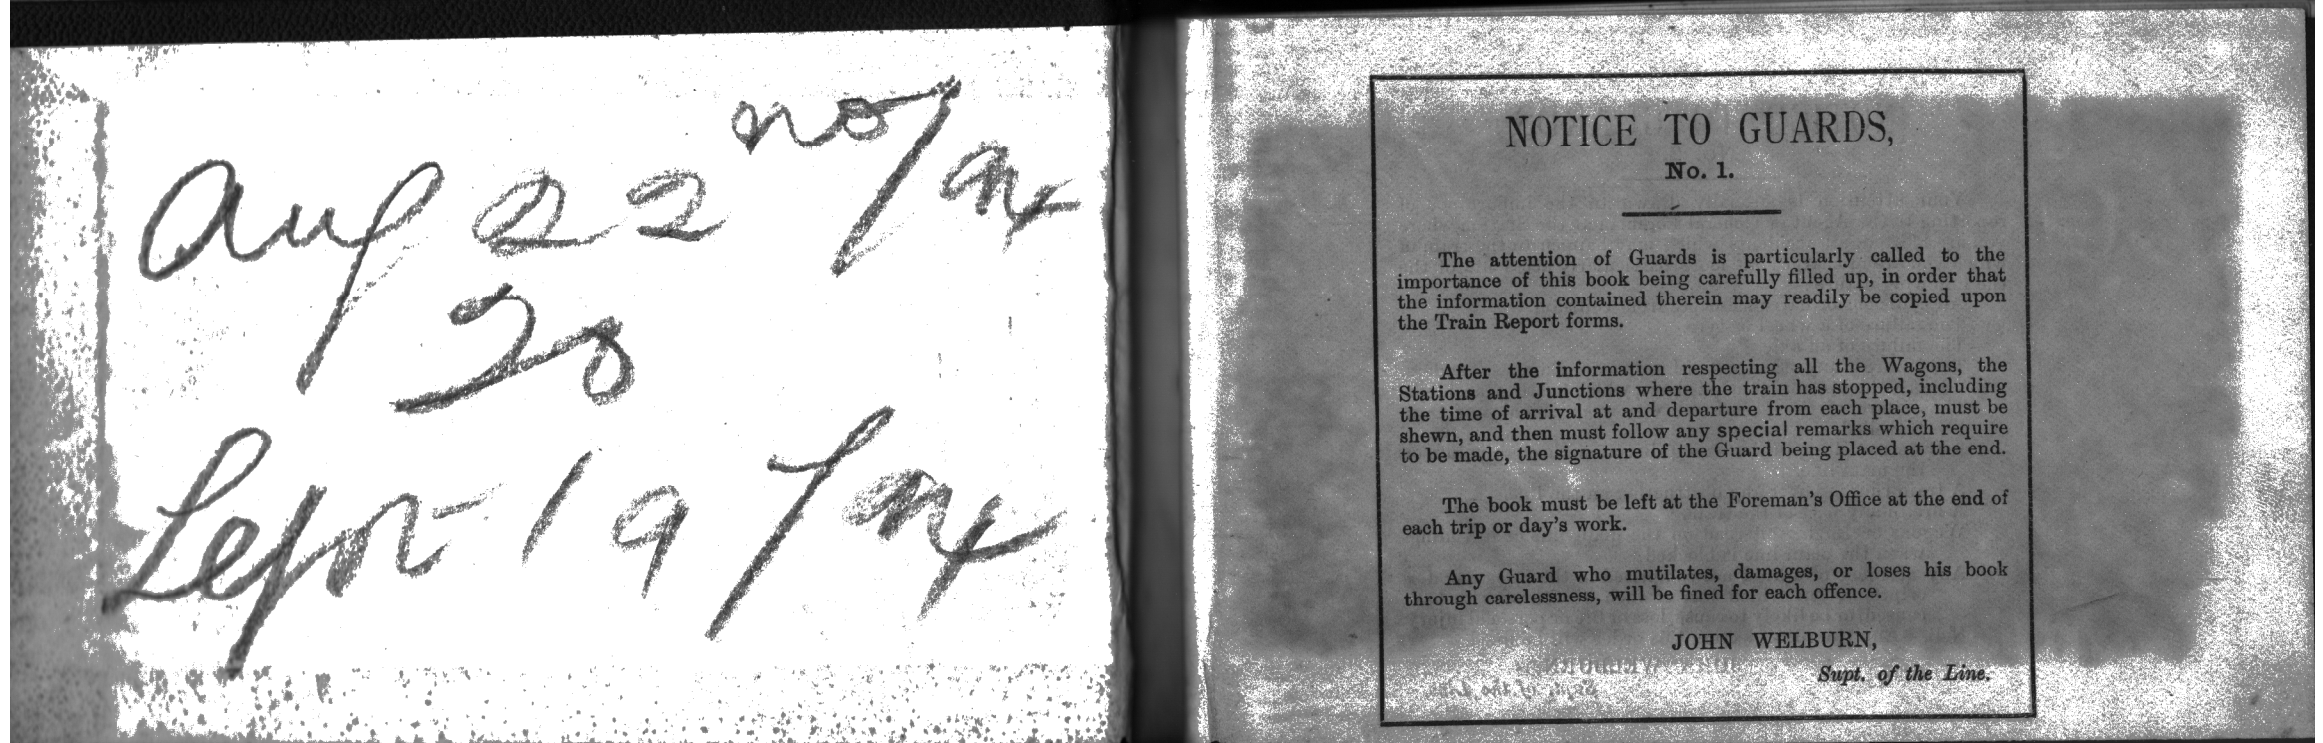 Aug 22 no/
20
Sept 19
NOTICE TO GUARDS,
No. 1.
The attention of Guards is particularly called to the
importance of this book being carefully filled up, in order that
the information contained therein may readily be copied upon
the Train Report forms.
After the information respecting all the Wagons, the
Stations and Junctions where the train has stopped, including
the time of arrival at and departure from each place, must be
shewn, and then must follow any special remarks which require
to be made, the signature of the Guard being placed at the end.
The book must be left at the Foreman's Office at the end of
each trip or day's work.
Any Guard who mutilates, damages, or loses his book
through carelessness, will be fined for each offence.
JOHN WELBURN,
Supt. of the Line.